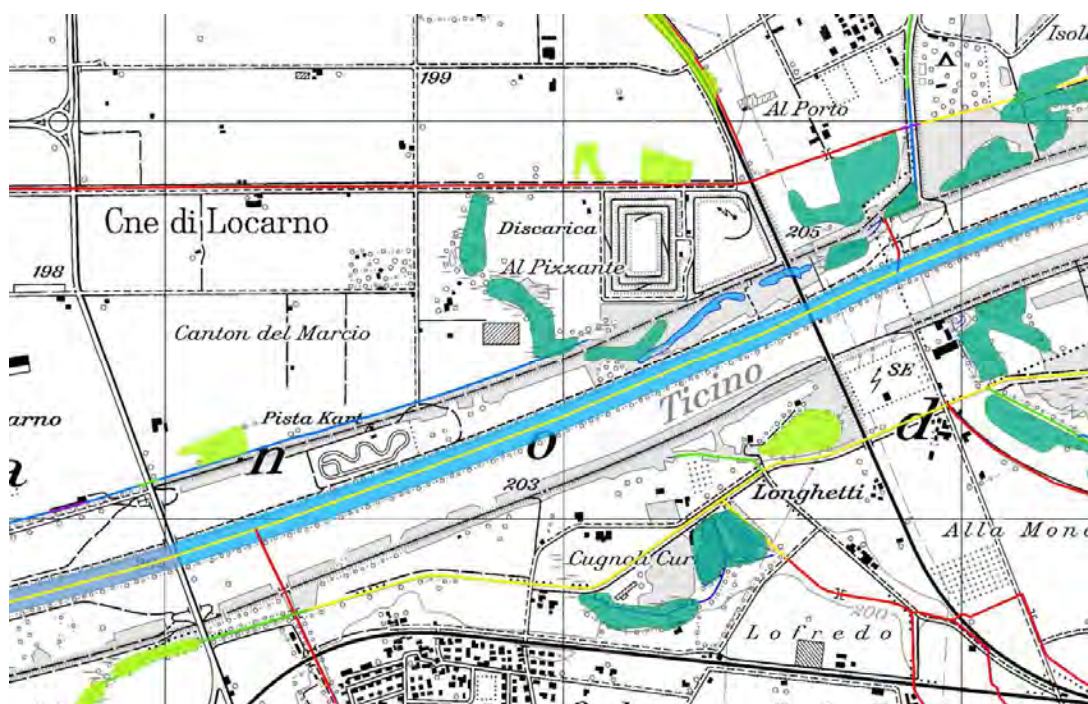 Isol
199
Al Porto
Cne di Locarno
Discarica
205
Al Pizzante
198
Canton del Marcio
SE
Ticino
Pista Kart
arno
a
n
o
d
203
Longhetti
Alla Mon
Cugnoli Cur
200
Lofredo